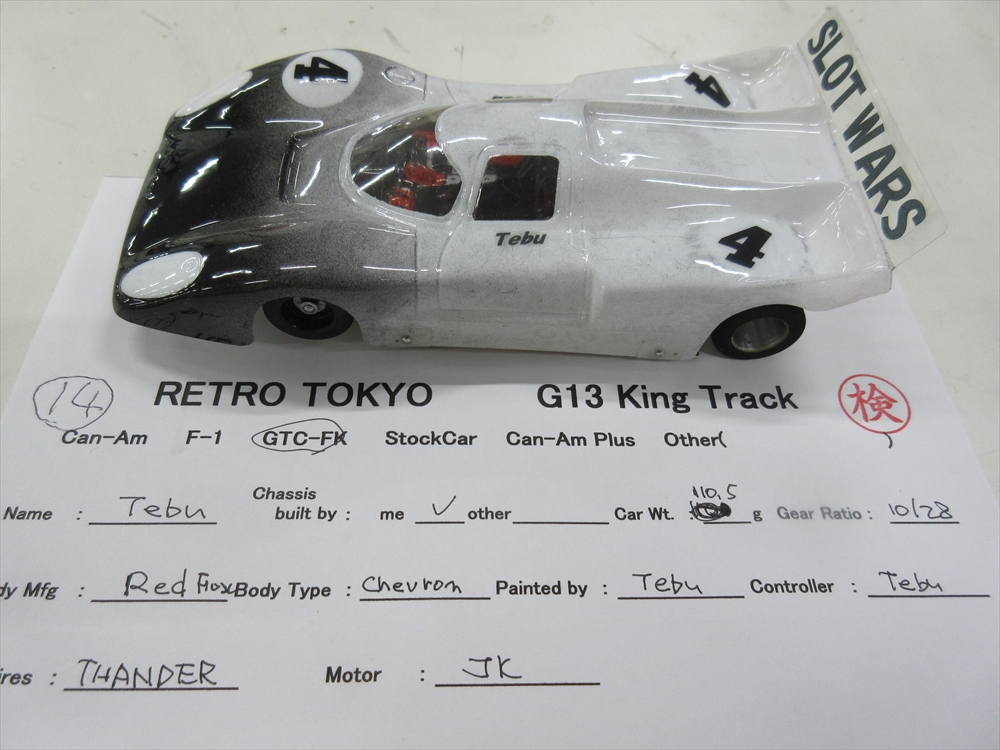 4
4
SLOT WARS
Tebu
4
14 RETRO TOKYO G13 King Track 検
Can-Am F-1 GTC-FK StockCar Can-Am Plus Other( )
Name : Tebu Chassis built by : me ✓ other Car Wt. : 110.5 g Gear Ratio : 10/28
dy Mfg : Red Fox Body Type : Chevron Painted by : Tebu Controller : Tebu
ires : THANDER Motor : JK